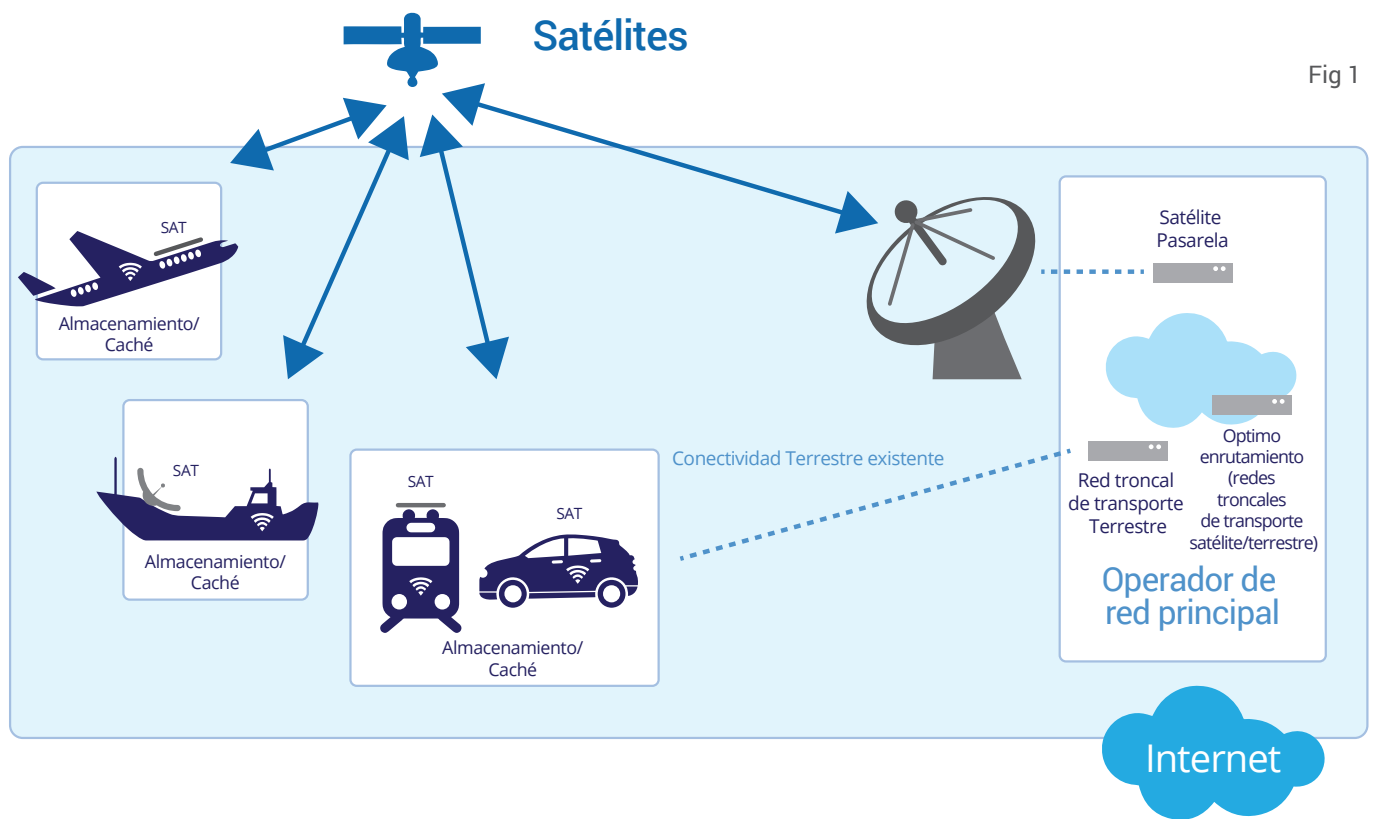 Satélites
Fig 1
SAT
Almacenamiento/
Caché
SAT
Almacenamiento/
Caché
SAT
SAT
Almacenamiento/
Caché
Conectividad Terrestre existente
Satélite
Pasarela
Red troncal
de transporte
Terrestre
Optimo
enrutamiento
(redes
troncales
de transporte
satélite/terrestre)
Operador de
red principal
Internet